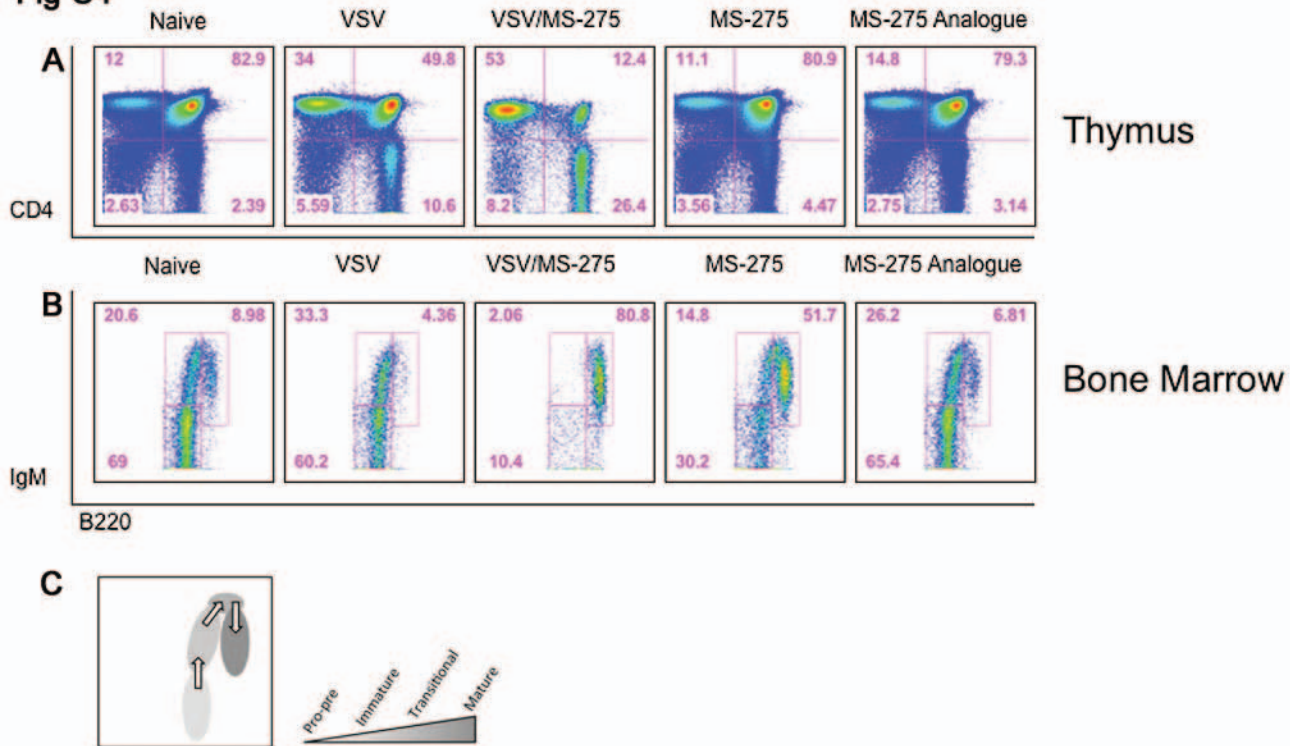 Naive VSV VSV/MS-275 MS-275 MS-275 Analogue
A
12 82.9 34 49.8 53 12.4 11.1 80.9 14.8 79.3
Thymus
2.63 2.39 5.59 10.6 8.2 26.4 3.56 4.47 2.75 3.14
CD4
Naive VSV VSV/MS-275 MS-275 MS-275 Analogue
B
20.6 8.98 33.3 4.36 2.06 80.8 14.8 51.7 26.2 6.81
Bone Marrow
69 60.2 10.4 30.2 65.4
IgM
B220
C
Pro-pre Immature Transitional Mature